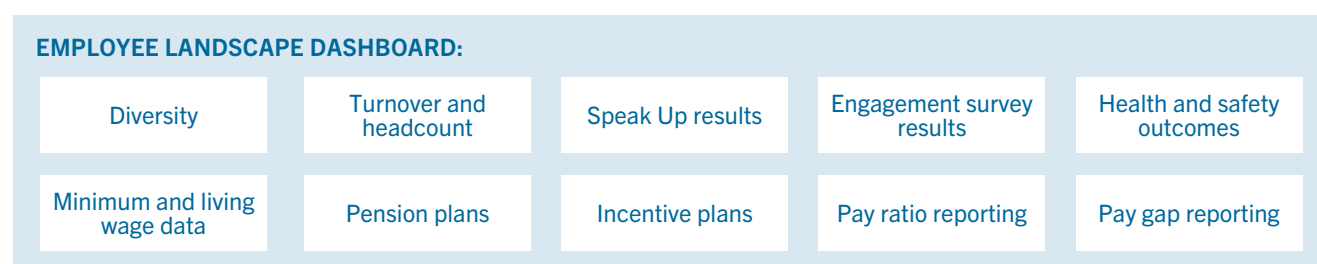 EMPLOYEE LANDSCAPE DASHBOARD:
Diversity
Turnover and
headcount
Speak Up results
Engagement survey
results
Health and safety
outcomes
Minimum and living
wage data
Pension plans
Incentive plans
Pay ratio reporting
Pay gap reporting